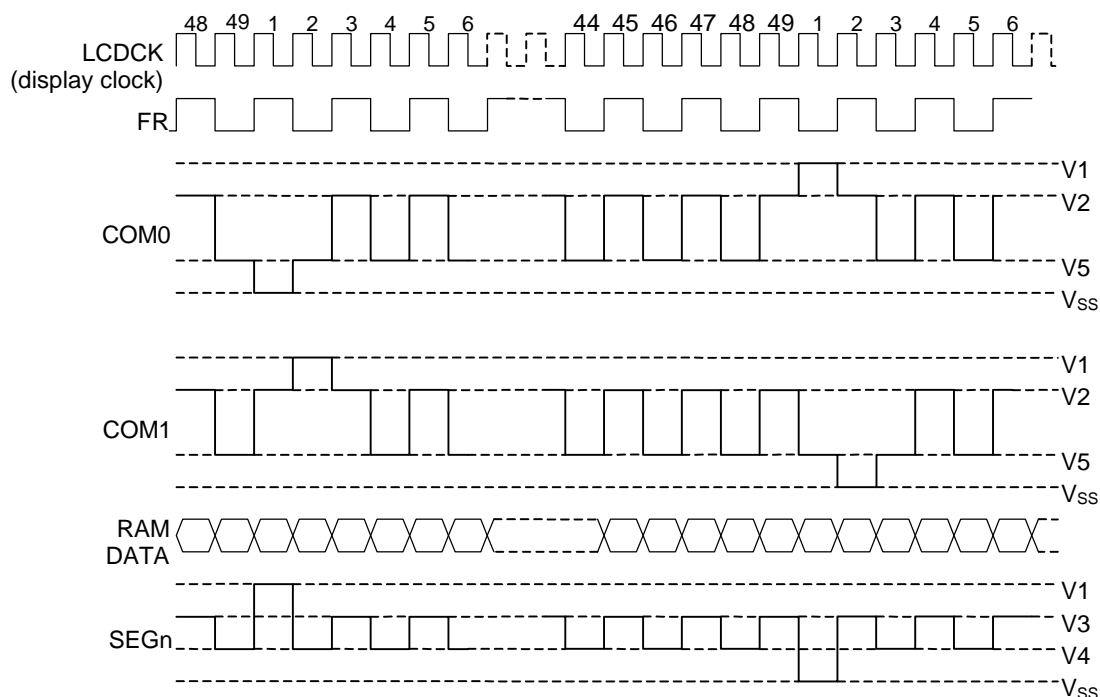 48 49 1 2 3 4 5 6 44 45 46 47 48 49 1 2 3 4 5 6
LCDCK
(display clock)
FR
V1
V2
COM0
V5
VSS
V1
V2
COM1
V5
VSS
RAM
DATA
V1
V3
SEGn
V4
VSS